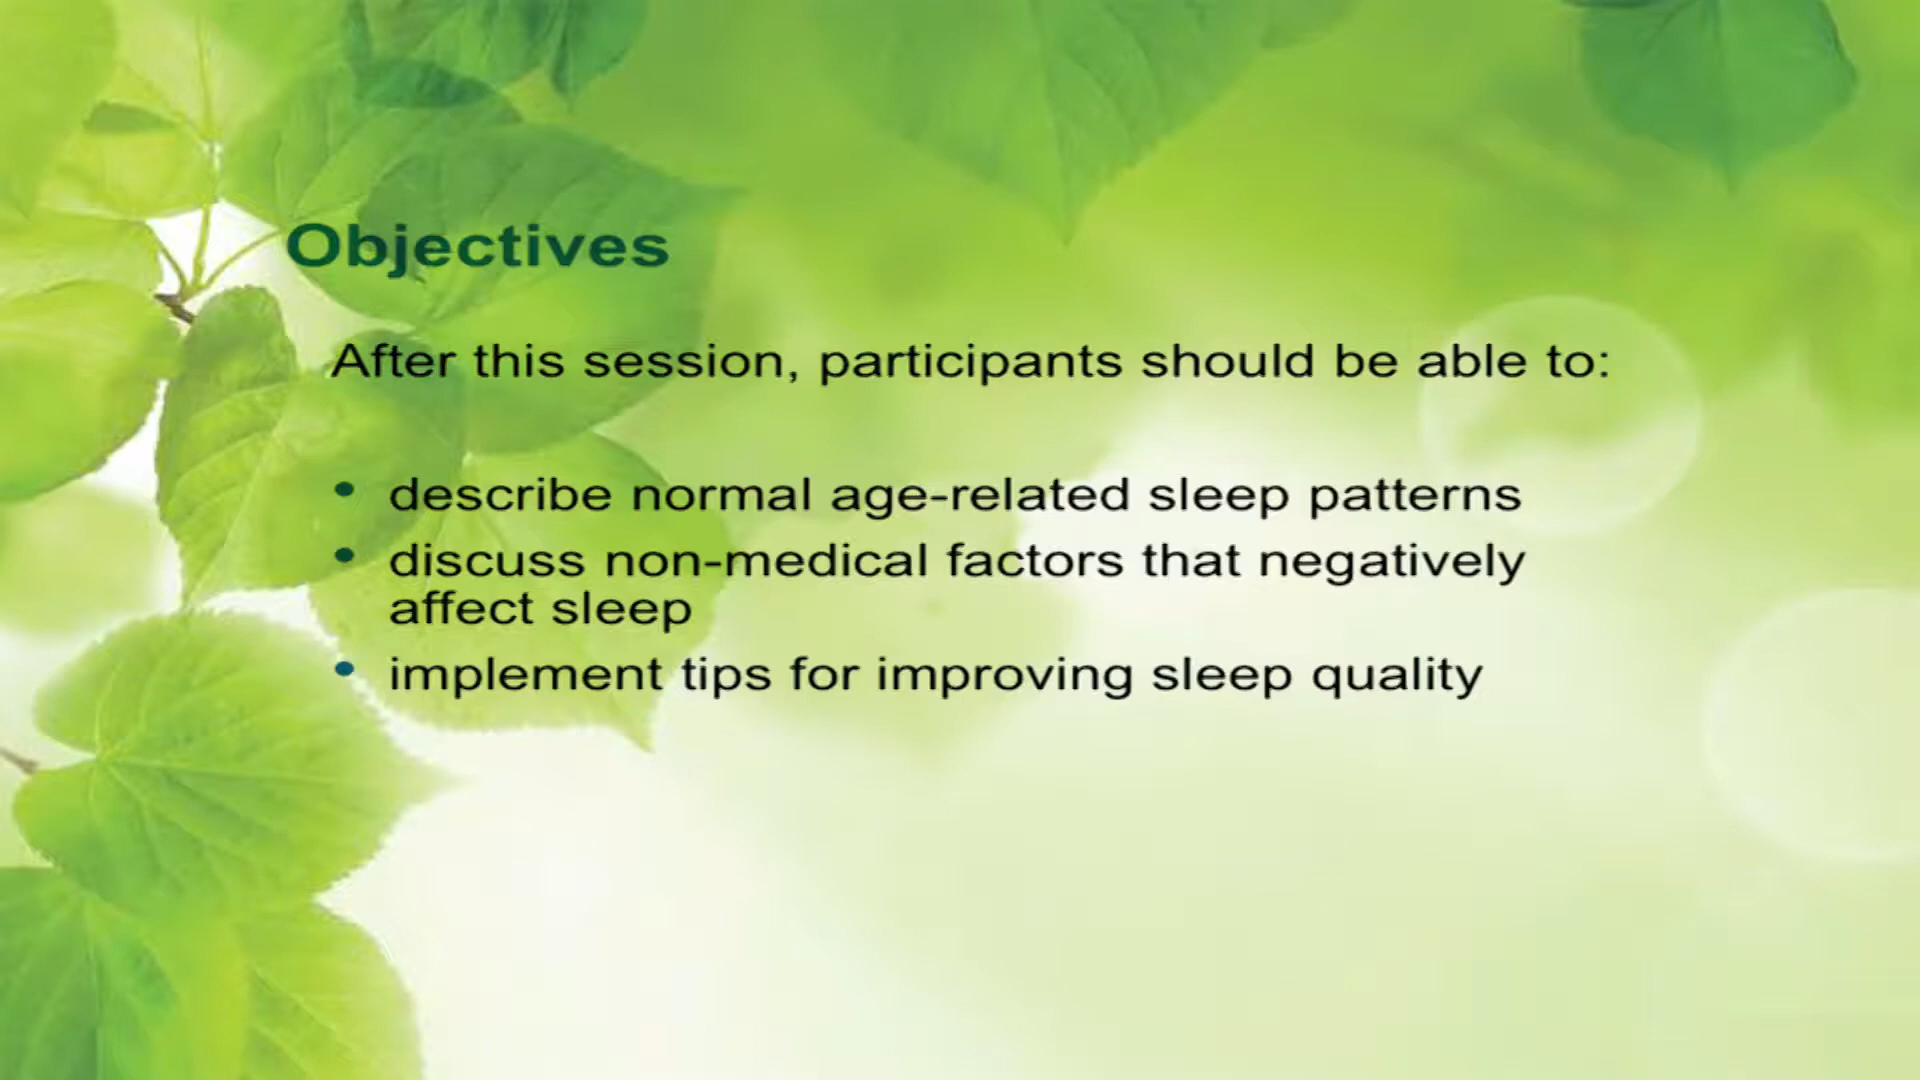 Objectives
After this session, participants should be able to:
• describe normal age-related sleep patterns
• discuss non-medical factors that negatively
affect sleep
• implement tips for improving sleep quality